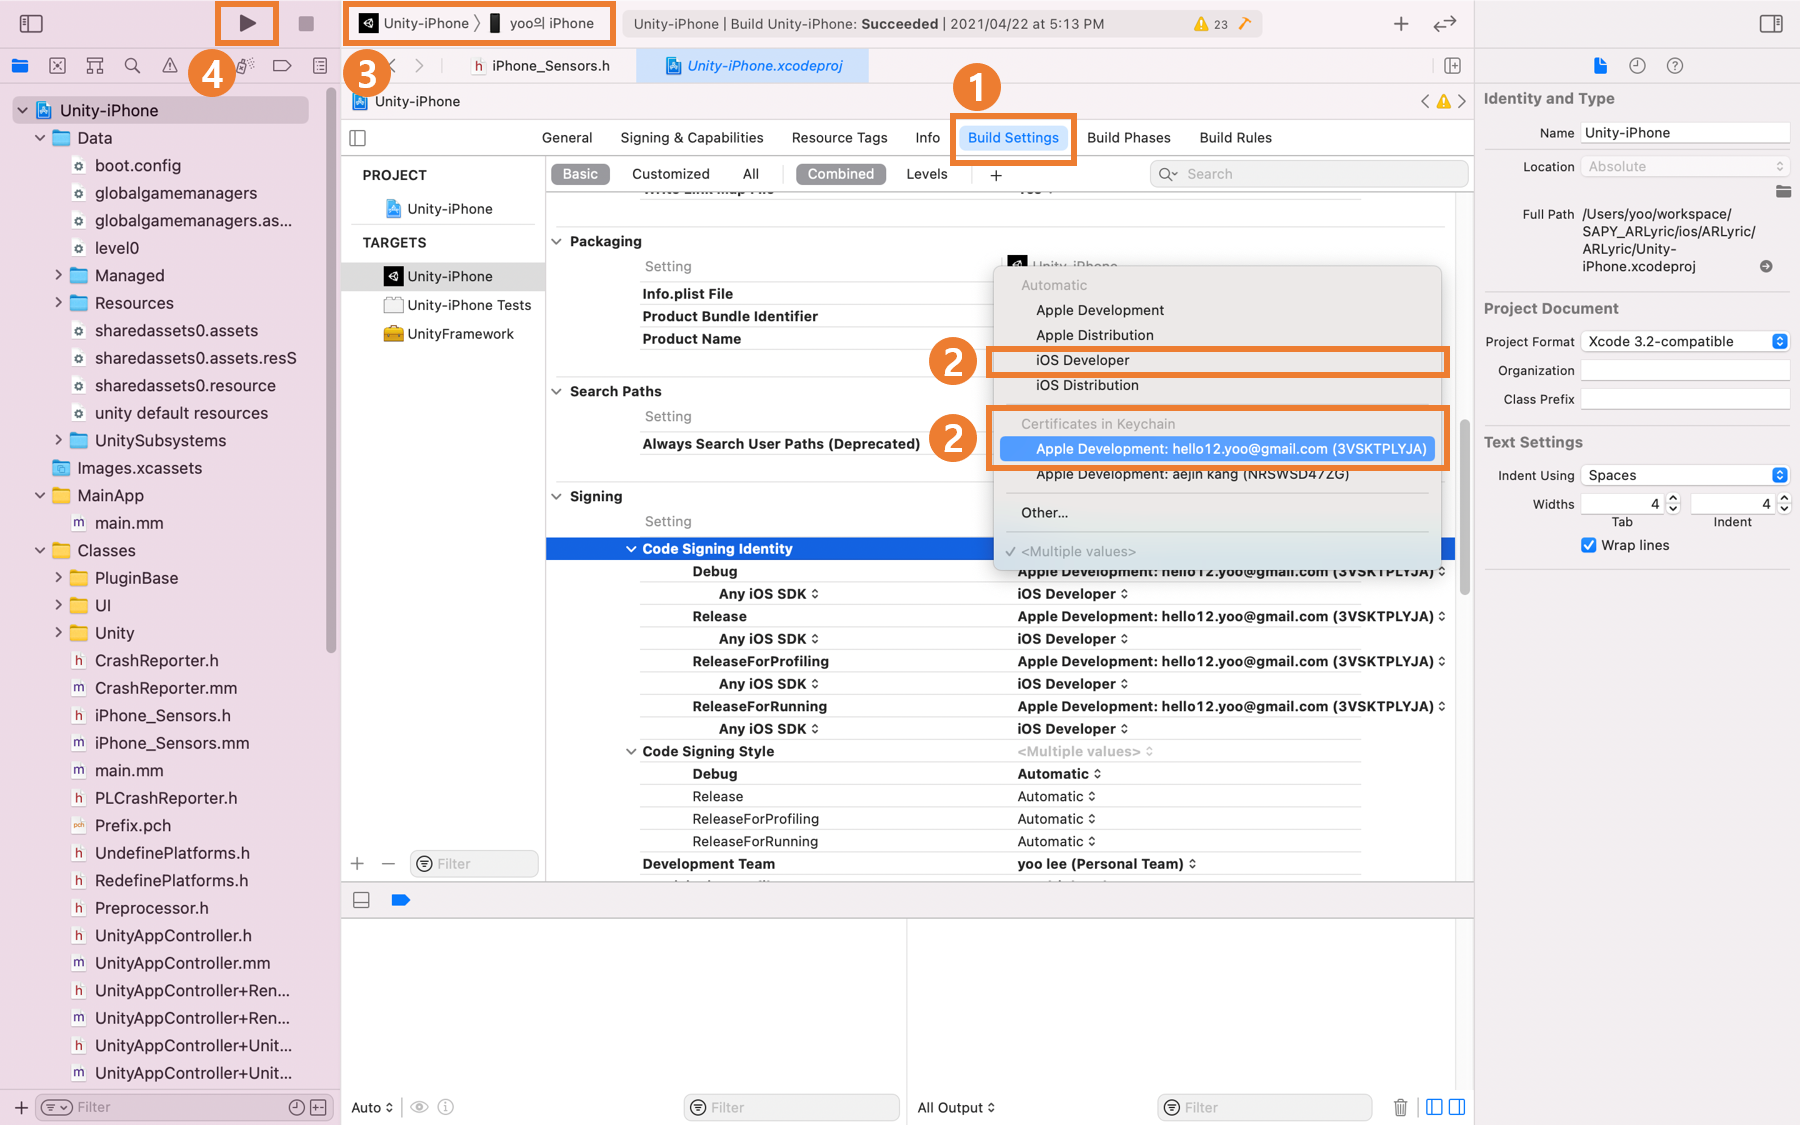 Unity-iPhone 〉 yoo의 iPhone
Unity-iPhone | Build Unity-iPhone: Succeeded | 2021/04/22 at 5:13 PM
23
4
3
iPhone_Sensors.h
Unity-iPhone.xcodeproj
1
Unity-iPhone
Unity-iPhone
Data
boot.config
globalgamemanagers
globalgamemanagers.as...
level0
Managed
Resources
sharedassets0.assets
sharedassets0.assets.resS
sharedassets0.resource
unity default resources
UnitySubsystems
Images.xcassets
MainApp
main.mm
Classes
PluginBase
UI
Unity
CrashReporter.h
CrashReporter.mm
iPhone_Sensors.h
iPhone_Sensors.mm
main.mm
PLCrashReporter.h
Prefix.pch
UndefinePlatforms.h
RedefinePlatforms.h
Preprocessor.h
UnityAppController.h
UnityAppController.mm
UnityAppController+Ren...
UnityAppController+Ren...
UnityAppController+Unit...
UnityAppController+Unit...
Filter
General
Signing & Capabilities
Resource Tags
Info
Build Settings
Build Phases
Build Rules
PROJECT
Unity-iPhone
TARGETS
Unity-iPhone
Unity-iPhone Tests
UnityFramework
Filter
Basic
Customized
All
Combined
Levels
+
Search
Write Link Map File
Yes
Packaging
Setting
Unity-iPhone
Info.plist File
Product Bundle Identifier
Product Name
Search Paths
Setting
Always Search User Paths (Deprecated)
Signing
Setting
Automatic
Apple Development
Apple Distribution
2
iOS Developer
iOS Distribution
Certificates in Keychain
2
Apple Development: hello12.yoo@gmail.com (3VSKTPLYJA)
Apple Development: aejin kang (NRSWSD47ZG)
Other...
<Multiple values>
Code Signing Identity
Debug
Apple Development: hello12.yoo@gmail.com (3VSKTPLYJA)
Any iOS SDK
iOS Developer
Release
Apple Development: hello12.yoo@gmail.com (3VSKTPLYJA)
Any iOS SDK
iOS Developer
ReleaseForProfiling
Apple Development: hello12.yoo@gmail.com (3VSKTPLYJA)
Any iOS SDK
iOS Developer
ReleaseForRunning
Apple Development: hello12.yoo@gmail.com (3VSKTPLYJA)
Any iOS SDK
iOS Developer
Code Signing Style
<Multiple values>
Debug
Automatic
Release
Automatic
ReleaseForProfiling
Automatic
ReleaseForRunning
Automatic
Development Team
yoo lee (Personal Team)
Auto
Filter
All Output
Filter
Identity and Type
Name Unity-iPhone
Location Absolute
Full Path /Users/yoo/workspace/
SAPY_ARLyric/ios/ARLyric/
ARLyric/Unity-
iPhone.xcodeproj
Project Document
Project Format Xcode 3.2-compatible
Organization
Class Prefix
Text Settings
Indent Using Spaces
Widths 4 4
Tab Indent
Wrap lines